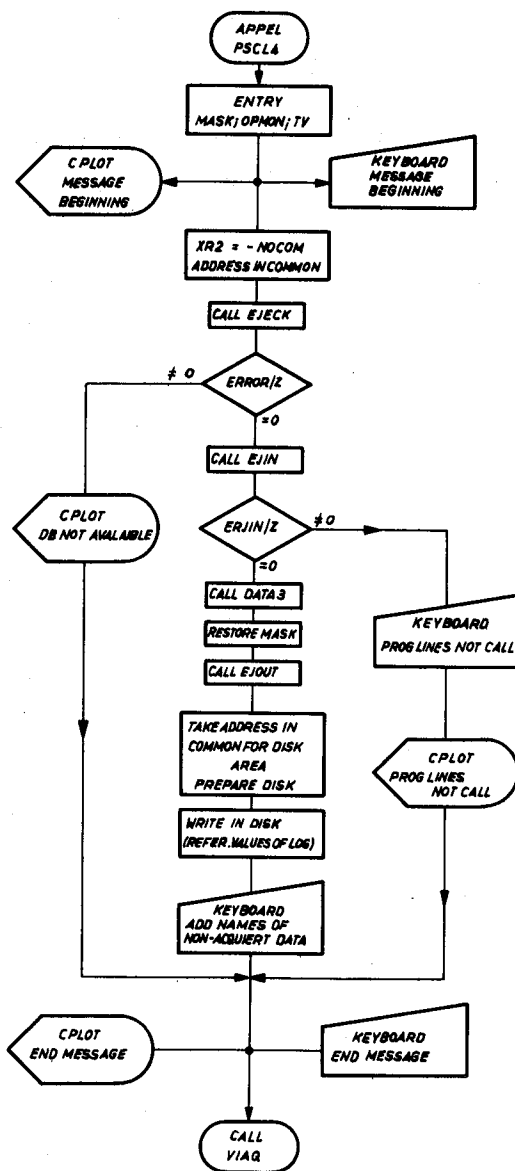 APPEL
PSCL4
ENTRY
MASK; OPMON; TV
CPLOT
MESSAGE
BEGINNING
KEYBOARD
MESSAGE
BEGINNING
XR2 = - NOCOM
ADDRESS IN COMMON
CALL EJECK
≠ 0
ERROR/Z
=0
CALL EJIN
CPLOT
DB NOT AVALAIBLE
ERJIN/Z
≠0
=0
CALL DATA3
RESTORE MASK
CALL EJOUT
KEYBOARD
PROG LINES NOT CALL
TAKE ADDRESS IN
COMMON FOR DISK
AREA
PREPARE DISK
CPLOT
PROG LINES
NOT CALL
WRITE IN DISK
(REFER. VALUES OF LOG)
KEYBOARD
ADD NAMES OF
NON-ACQUIERT DATA
CPLOT
END MESSAGE
KEYBOARD
END MESSAGE
CALL
VIAQ